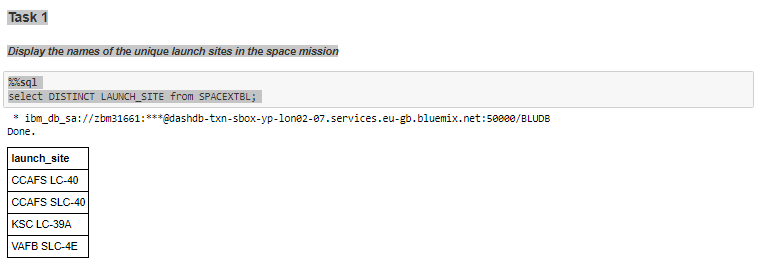 Task 1
Display the names of the unique launch sites in the space mission
%%sql
select DISTINCT LAUNCH_SITE from SPACEXTBL;
* ibm_db_sa://zbm31661:***@dashdb-txn-sbox-yp-lon02-07.services.eu-gb.bluemix.net:50000/BLUDB
Done.
launch_site
CCAFS LC-40
CCAFS SLC-40
KSC LC-39A
VAFB SLC-4E